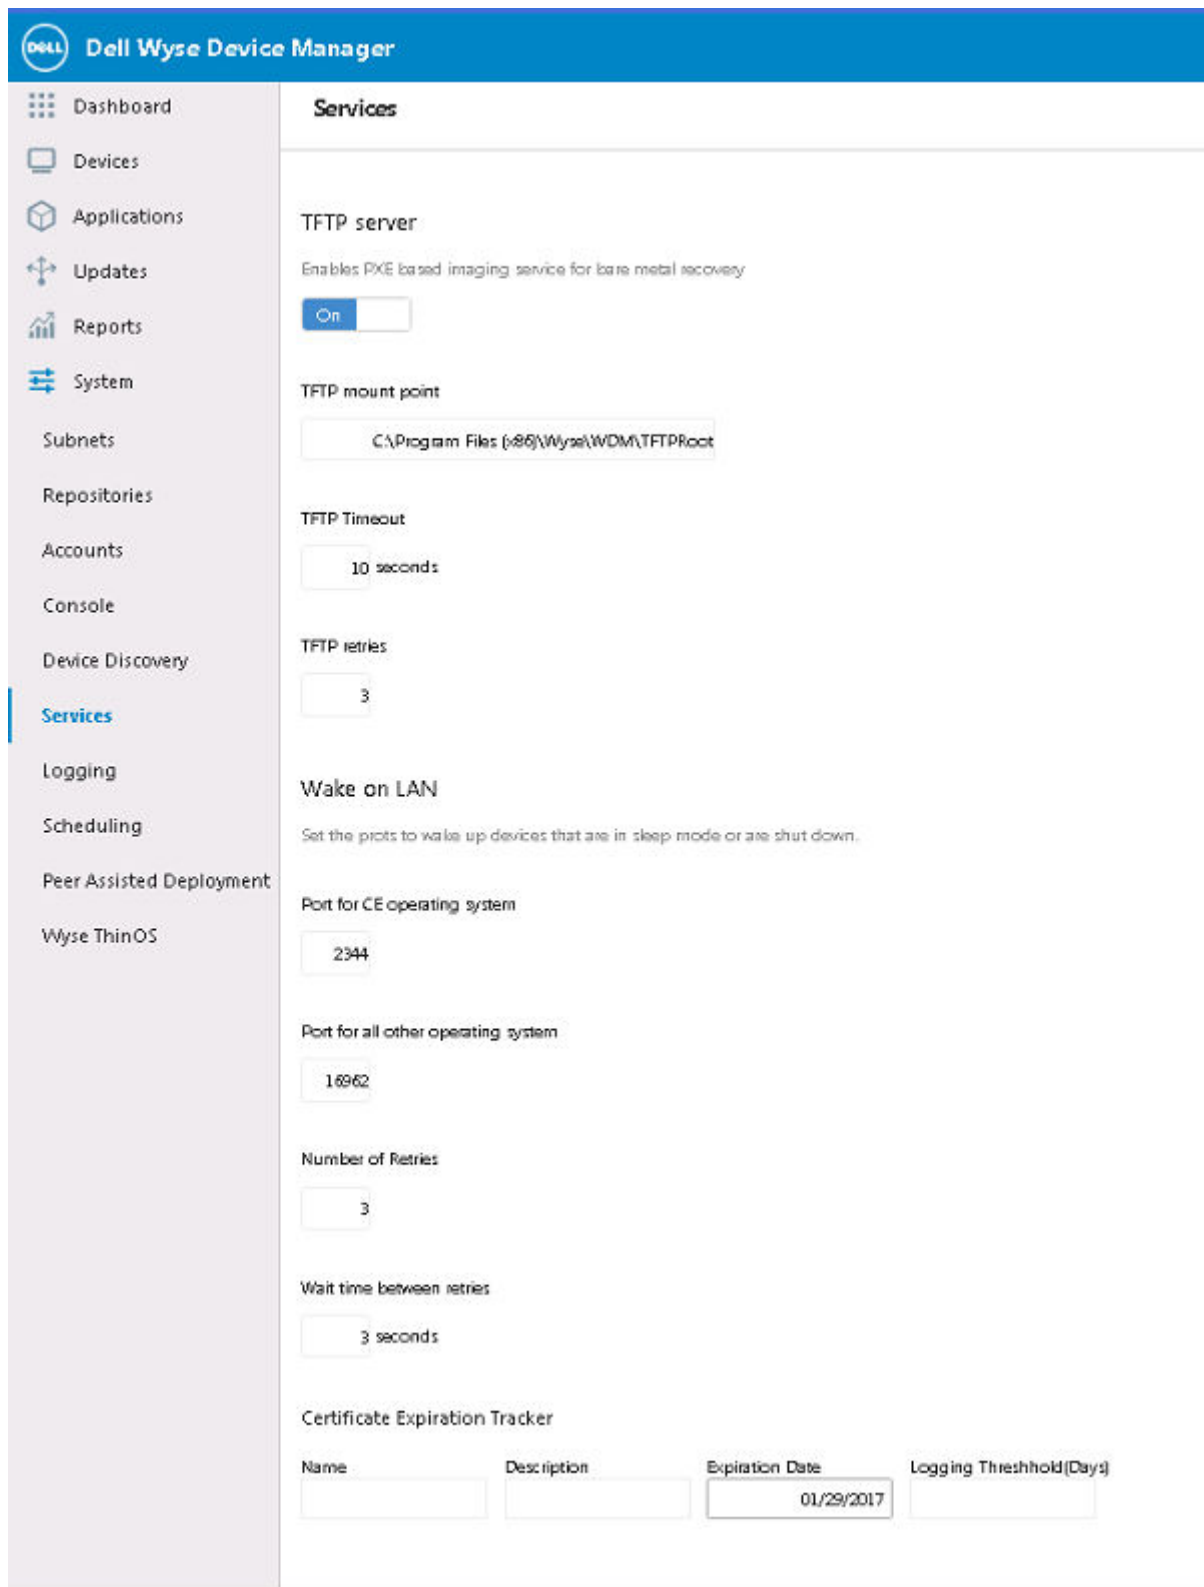 DELL
Dell Wyse Device Manager
Dashboard
Devices
Applications
Updates
Reports
System
Subnets
Repositories
Accounts
Console
Device Discovery
Services
Logging
Scheduling
Peer Assisted Deployment
Wyse ThinOS
Services
TFTP server
Enables PXE based imaging service for bare metal recovery
On
TFTP mount point
C:\Program Files (x86)\Wyse\WDM\TFTPRoot
TFTP Timeout
10 seconds
TFTP retries
3
Wake on LAN
Set the prots to wake up devices that are in sleep mode or are shut down.
Port for CE operating system
2344
Port for all other operating system
16962
Number of Retries
3
Wait time between retries
3 seconds
Certificate Expiration Tracker
Name Description Expiration Date Logging Threshhold(Days)
01/29/2017